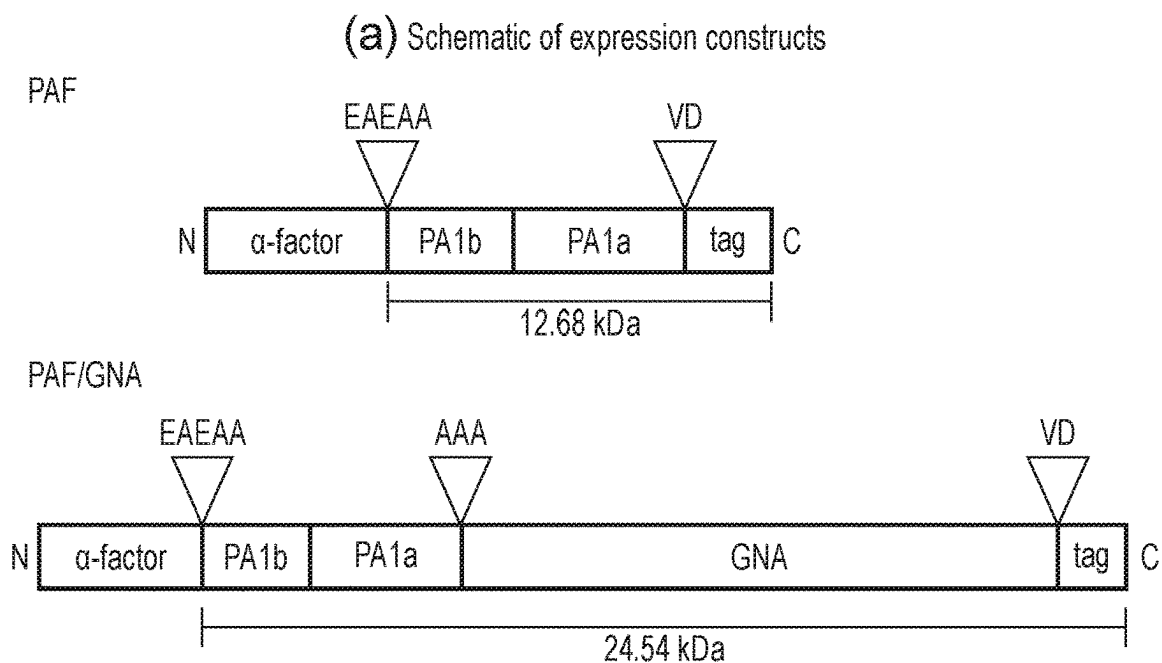 (a) Schematic of expression constructs
PAF
EAEAA VD
N α-factor PA1b PA1a tag C
12.68 kDa
PAF/GNA
EAEAA AAA VD
N α-factor PA1b PA1a GNA tag C
24.54 kDa